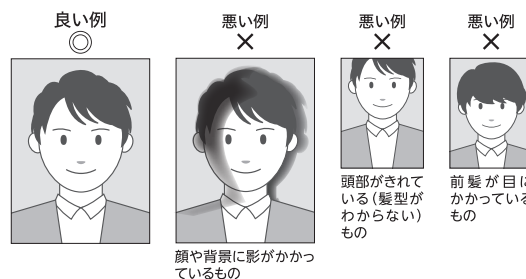 良い例
◎
悪い例
×
顔や背景に影がかかっ
ているもの
悪い例
×
頭部がきれて
いる(髪型が
わからない)
もの
悪い例
×
前髪が目に
かかっている
もの